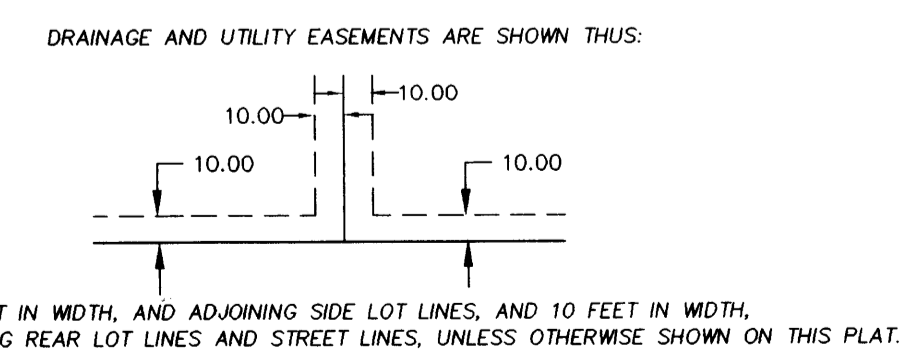 DRAINAGE AND UTILITY EASEMENTS ARE SHOWN THUS:
10.00
10.00
10.00
10.00
IN WIDTH, AND ADJOINING SIDE LOT LINES, AND 10 FEET IN WIDTH,
REAR LOT LINES AND STREET LINES, UNLESS OTHERWISE SHOWN ON THIS PLAT.